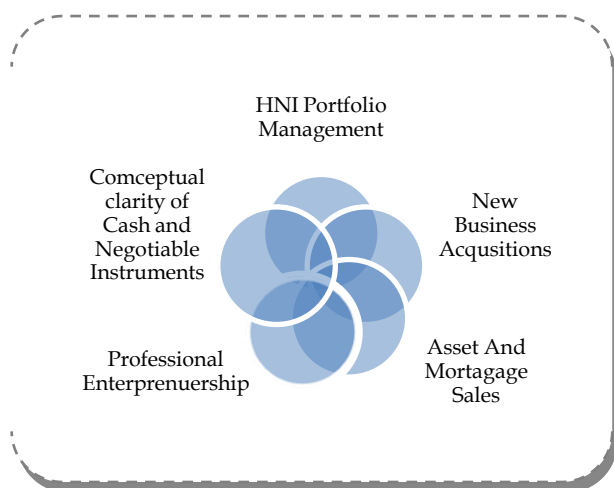 HNI Portfolio
Management
Comceptual
clarity of
Cash and
Negotiable
Instruments
New
Business
Acqusitions
Professional
Enterprenuership
Asset And
Mortagage
Sales